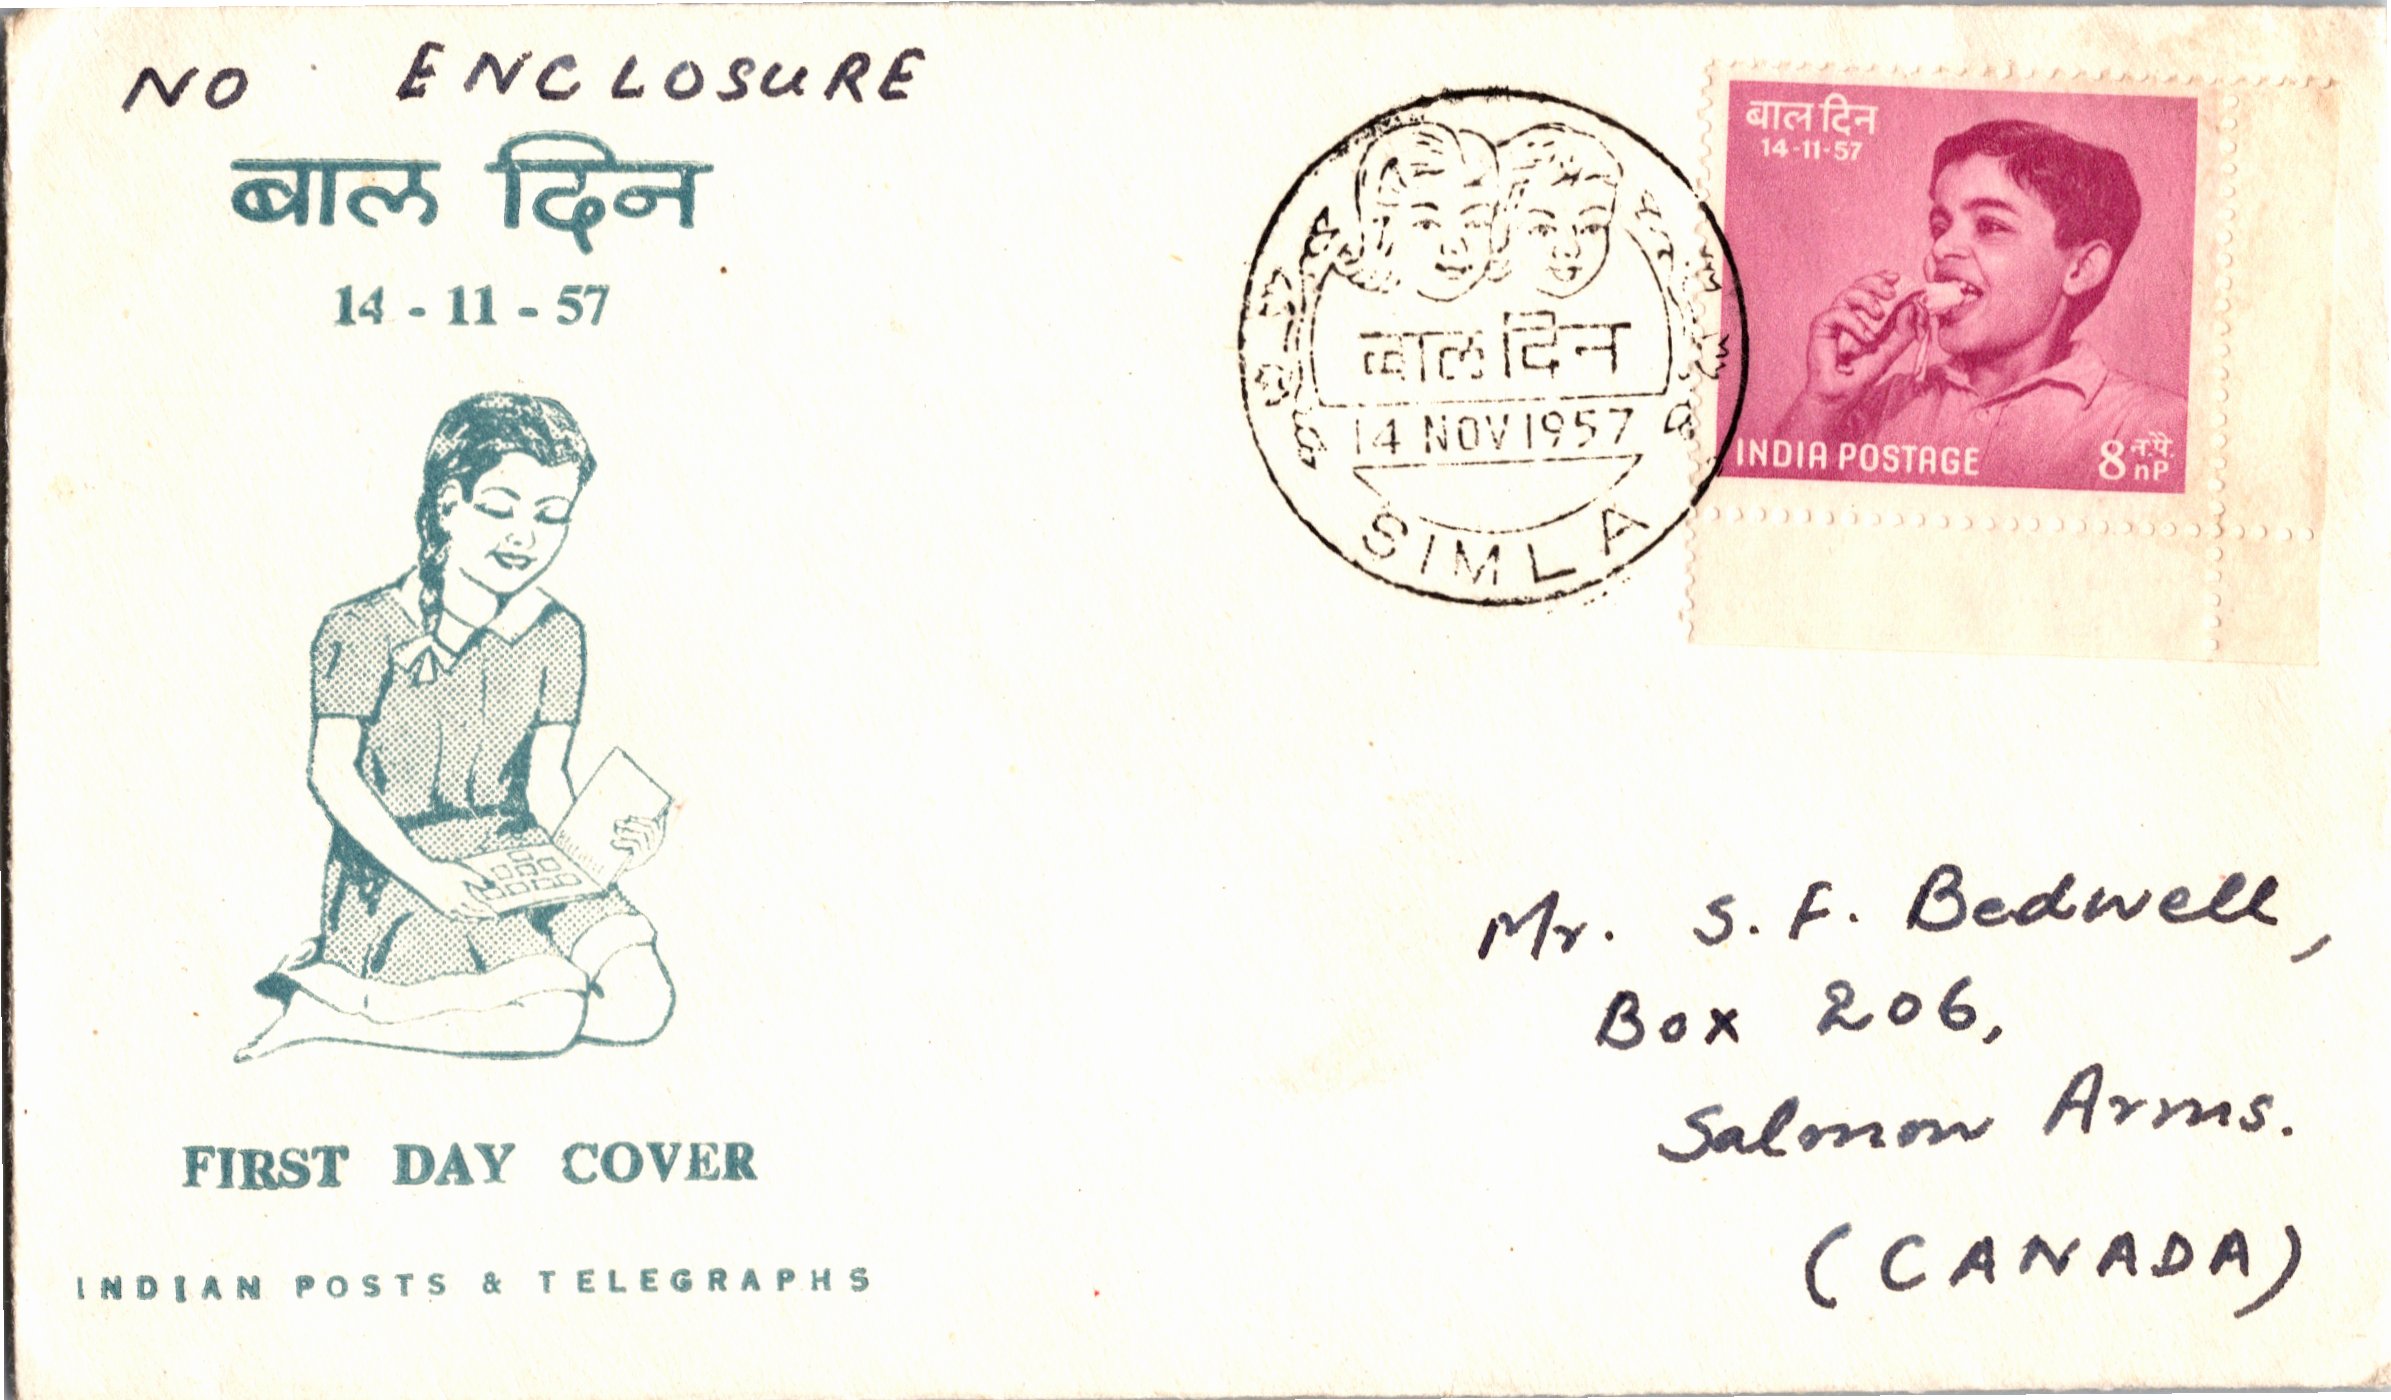 NO ENCLOSURE
बाल दिन
14 - 11 - 57
FIRST DAY COVER
INDIAN POSTS & TELEGRAPHS
बाल दिन
14 NOV 1957
SIMLA
बाल दिन
14-11-57
INDIA POSTAGE
8 न.पै.
nP
Mr. S. F. Bedwell,
Box 206,
Salmon Arms.
(CANADA)